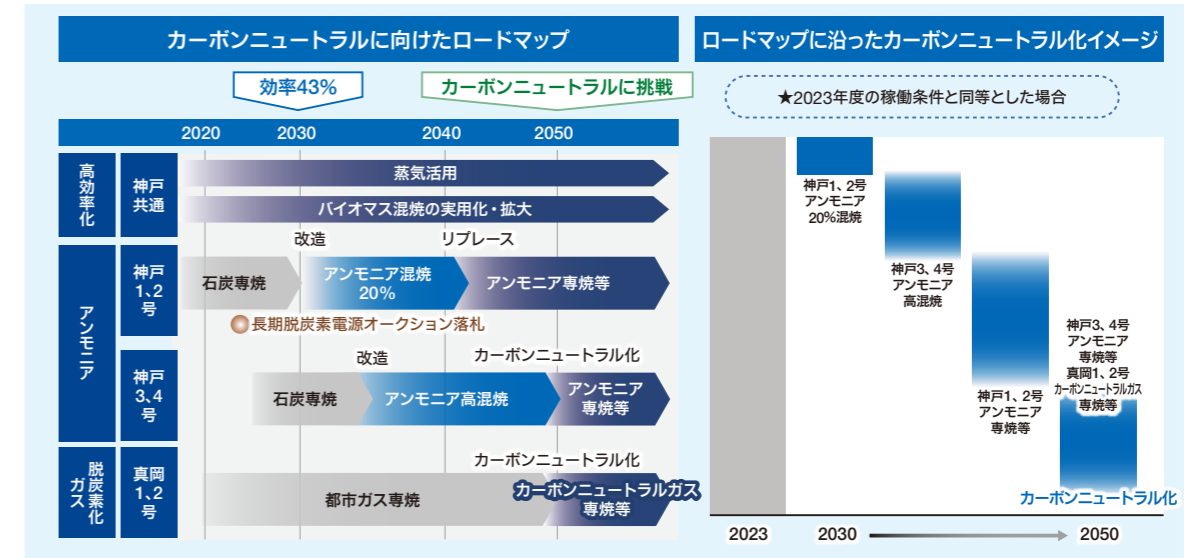 カーボンニュートラルに向けたロードマップ
効率43%
カーボンニュートラルに挑戦
2020
2030
2040
2050
高効率化
神戸
共通
蒸気活用
バイオマス混焼の実用化・拡大
アンモニア
神戸
1、2
号
改造
リプレース
石炭専焼
アンモニア混焼
20%
アンモニア専焼等
長期脱炭素電源オークション落札
神戸
3、4
号
改造
カーボンニュートラル化
石炭専焼
アンモニア高混焼
アンモニア
専焼等
脱炭素化
ガス
真岡
1、2
号
カーボンニュートラル化
都市ガス専焼
カーボンニュートラルガス
専焼等
ロードマップに沿ったカーボンニュートラル化イメージ
★2023年度の稼働条件と同等とした場合
神戸1、2号
アンモニア
20%混焼
神戸3、4号
アンモニア
高混焼
神戸1、2号
アンモニア
専焼等
神戸3、4号
アンモニア
専焼等
真岡1、2号
カーボンニュートラルガス
専焼等
カーボンニュートラル化
2023
2030
2050